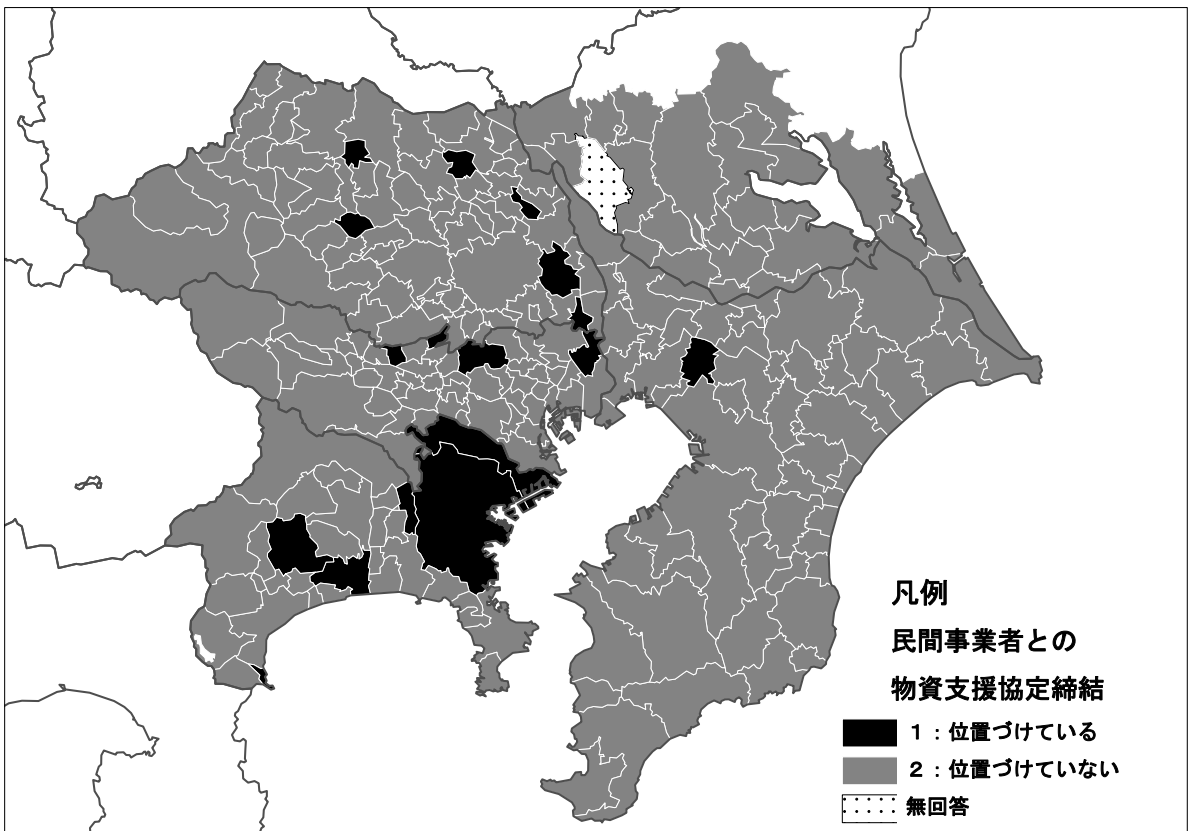 凡例
民間事業者との
物資支援協定締結
1：位置づけている
2：位置づけていない
無回答